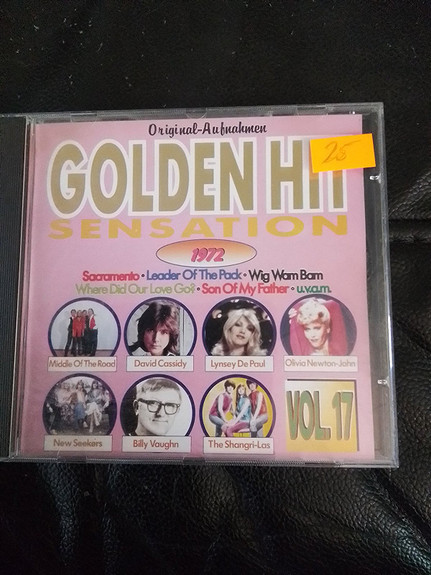 Original-Aufnahmen
GOLDEN HIT
25
SENSATION
1972
Sacramento • Leader Of The Pack • Wig Wam Bam
Where Did Our Love Go? • Son Of My Father • u.v.a.m.
Middle Of The Road
David Cassidy
Lynsey De Paul
Olivia Newton-John
New Seekers
Billy Vaughn
The Shangri-Las
VOL. 17